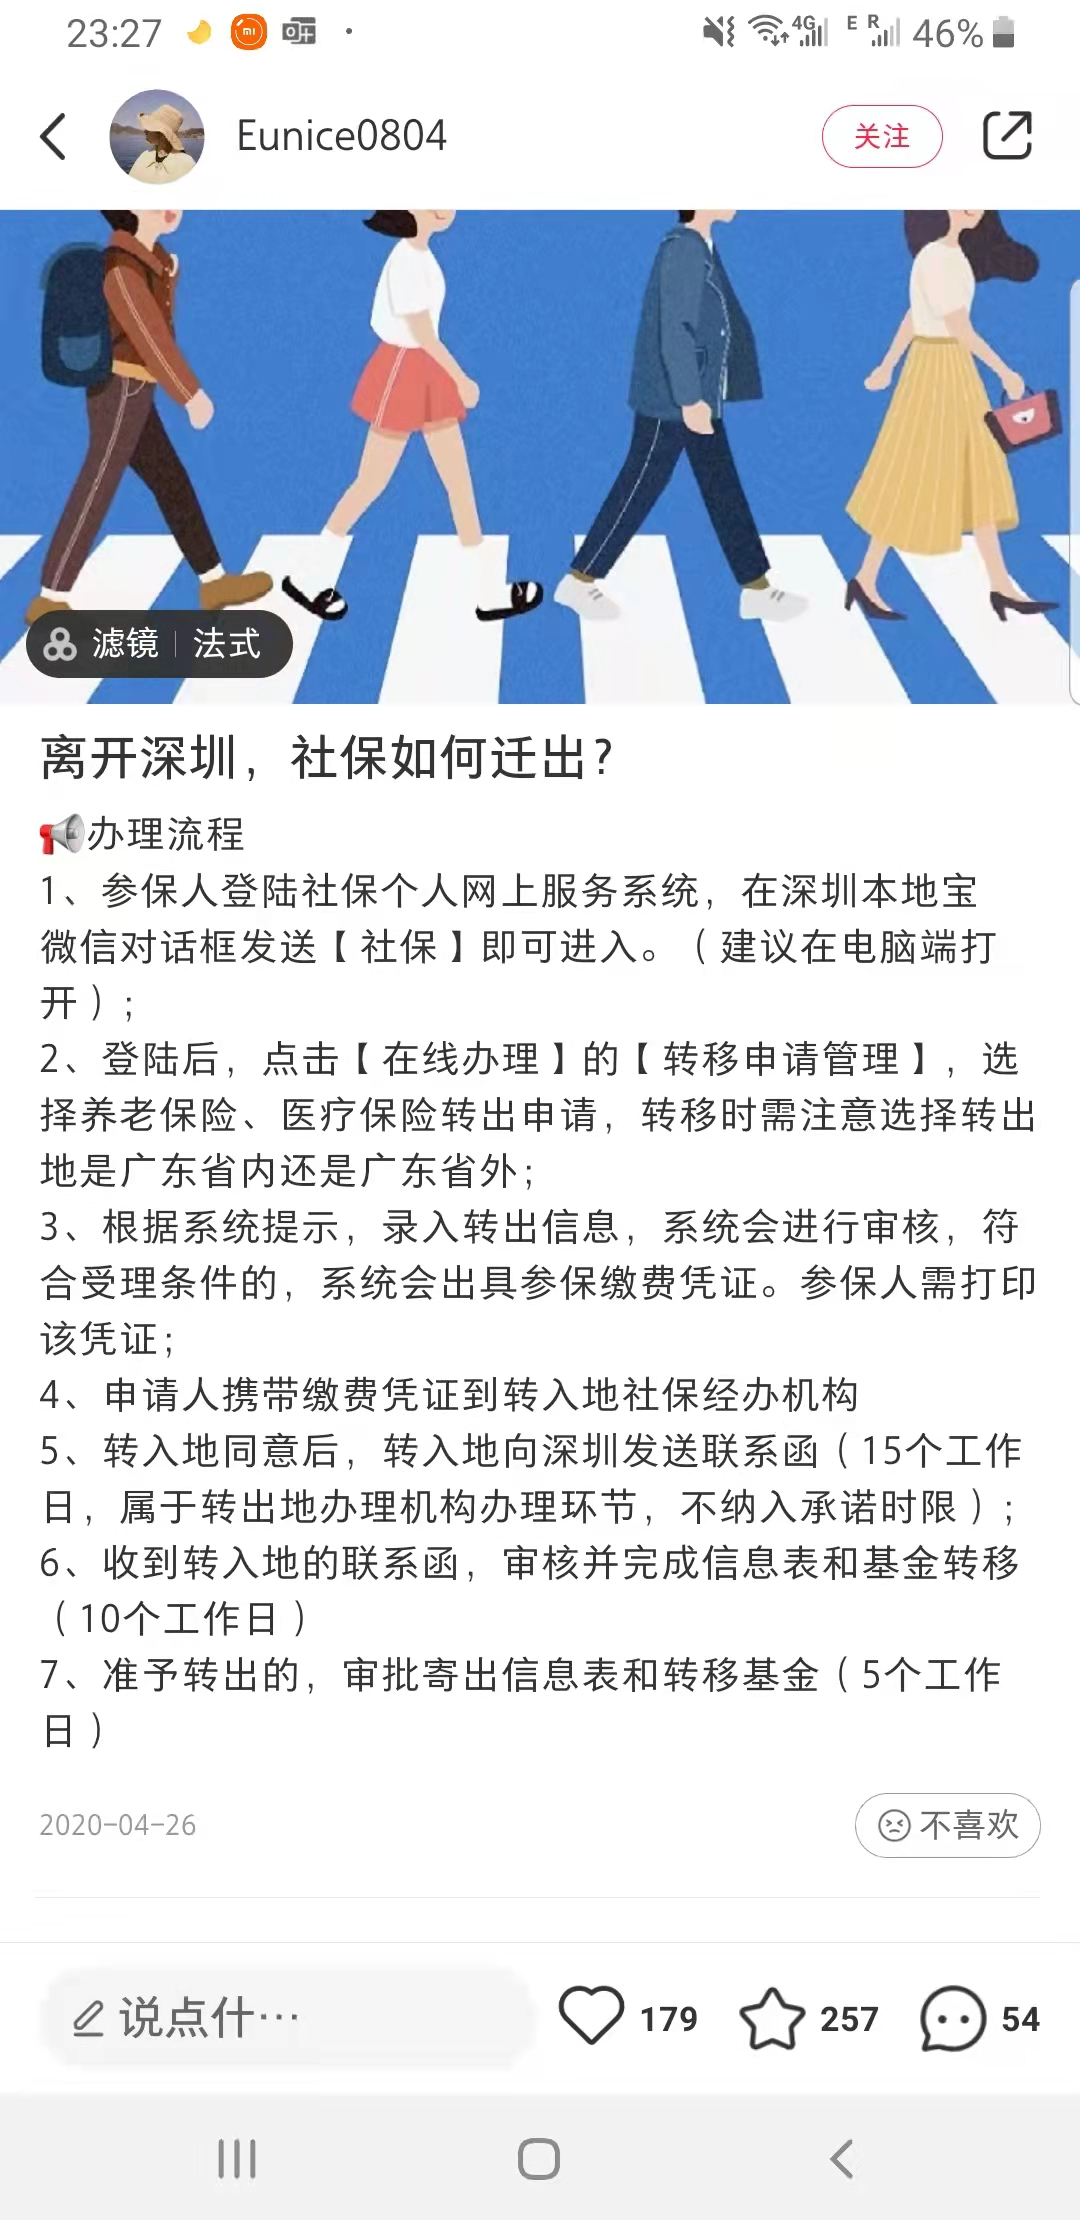 23:27
4G
E R
46%
Eunice0804
关注
滤镜 | 法式
离开深圳，社保如何迁出?
办理流程
1、参保人登陆社保个人网上服务系统，在深圳本地宝
微信对话框发送【社保】即可进入。（建议在电脑端打
开）;
2、登陆后，点击【在线办理】的【转移申请管理】，选
择养老保险、医疗保险转出申请，转移时需注意选择转出
地是广东省内还是广东省外;
3、根据系统提示，录入转出信息，系统会进行审核，符
合受理条件的，系统会出具参保缴费凭证。参保人需打印
该凭证;
4、申请人携带缴费凭证到转入地社保经办机构
5、转入地同意后，转入地向深圳发送联系函（15个工作
日，属于转出地办理机构办理环节，不纳入承诺时限）;
6、收到转入地的联系函，审核并完成信息表和基金转移
（10个工作日）
7、准予转出的，审批寄出信息表和转移基金（5个工作
日）
2020-04-26
不喜欢
说点什…
179
257
54